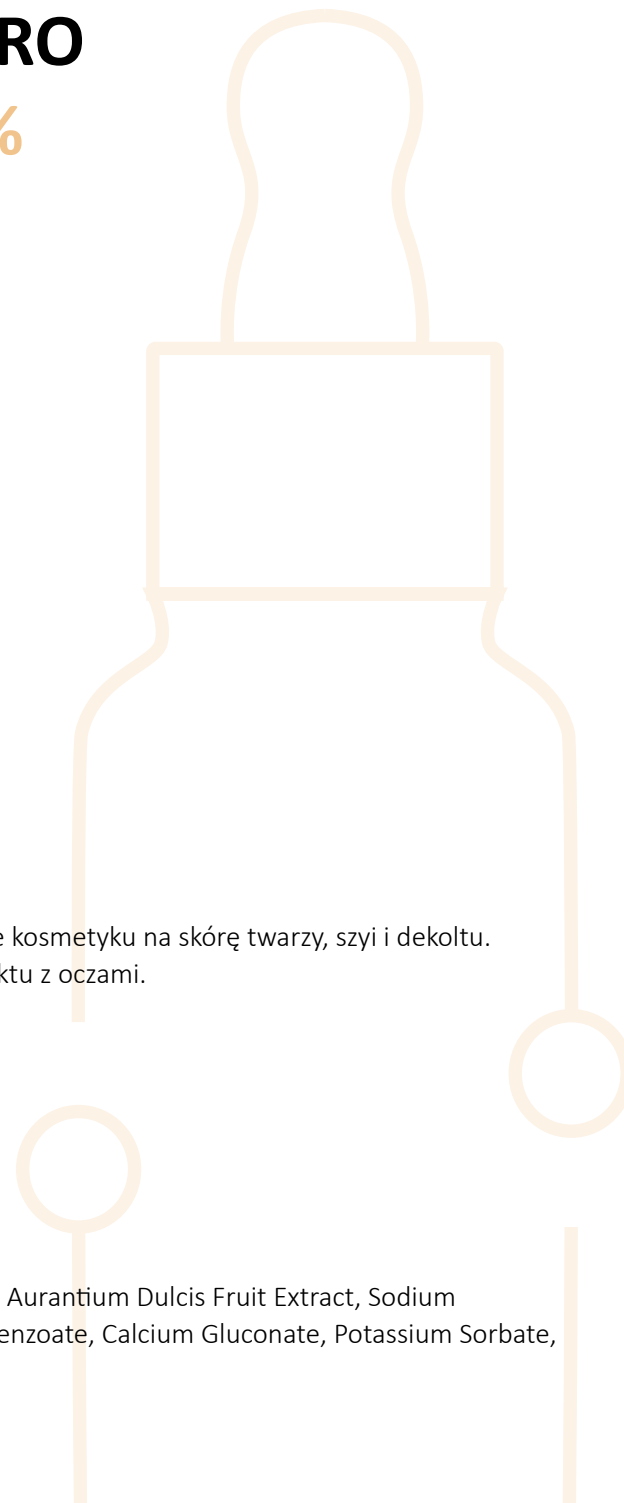 RO
%
e kosmetyku na skórę twarzy, szyi i dekoltu.
ktu z oczami.
Aurantium Dulcis Fruit Extract, Sodium
enzoate, Calcium Gluconate, Potassium Sorbate,